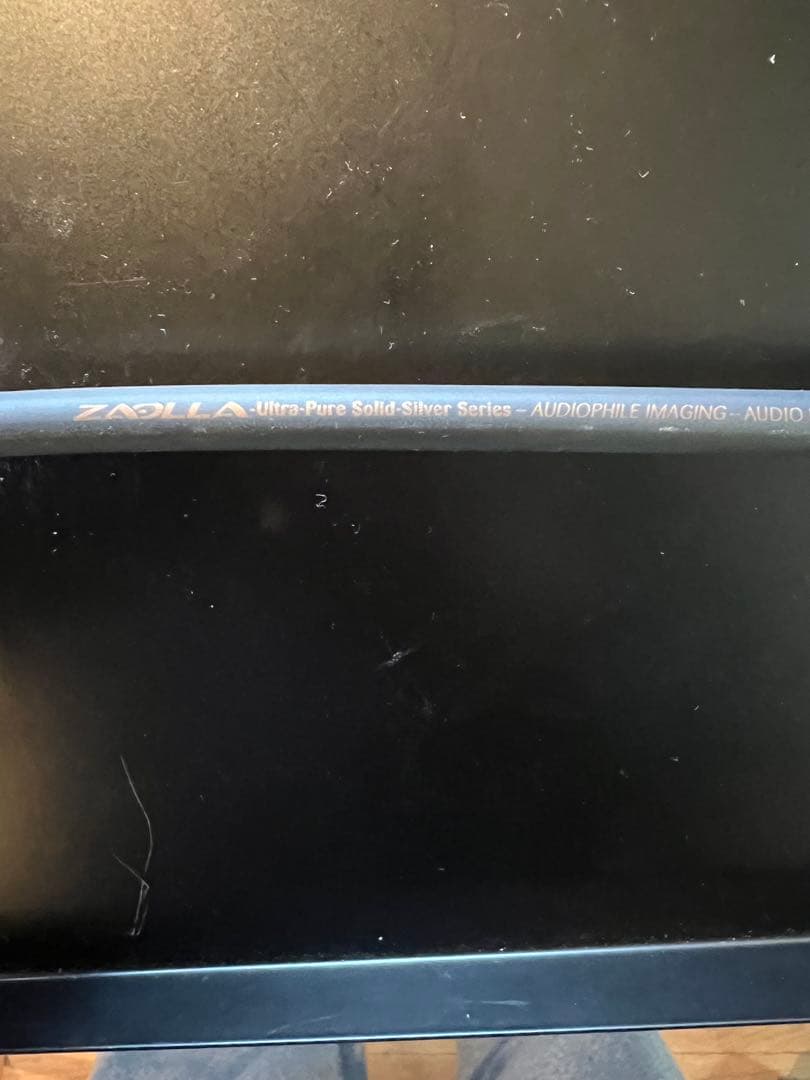 ZAOLLA - Ultra-Pure Solid-Silver Series – AUDIOPHILE IMAGING – AUDIO